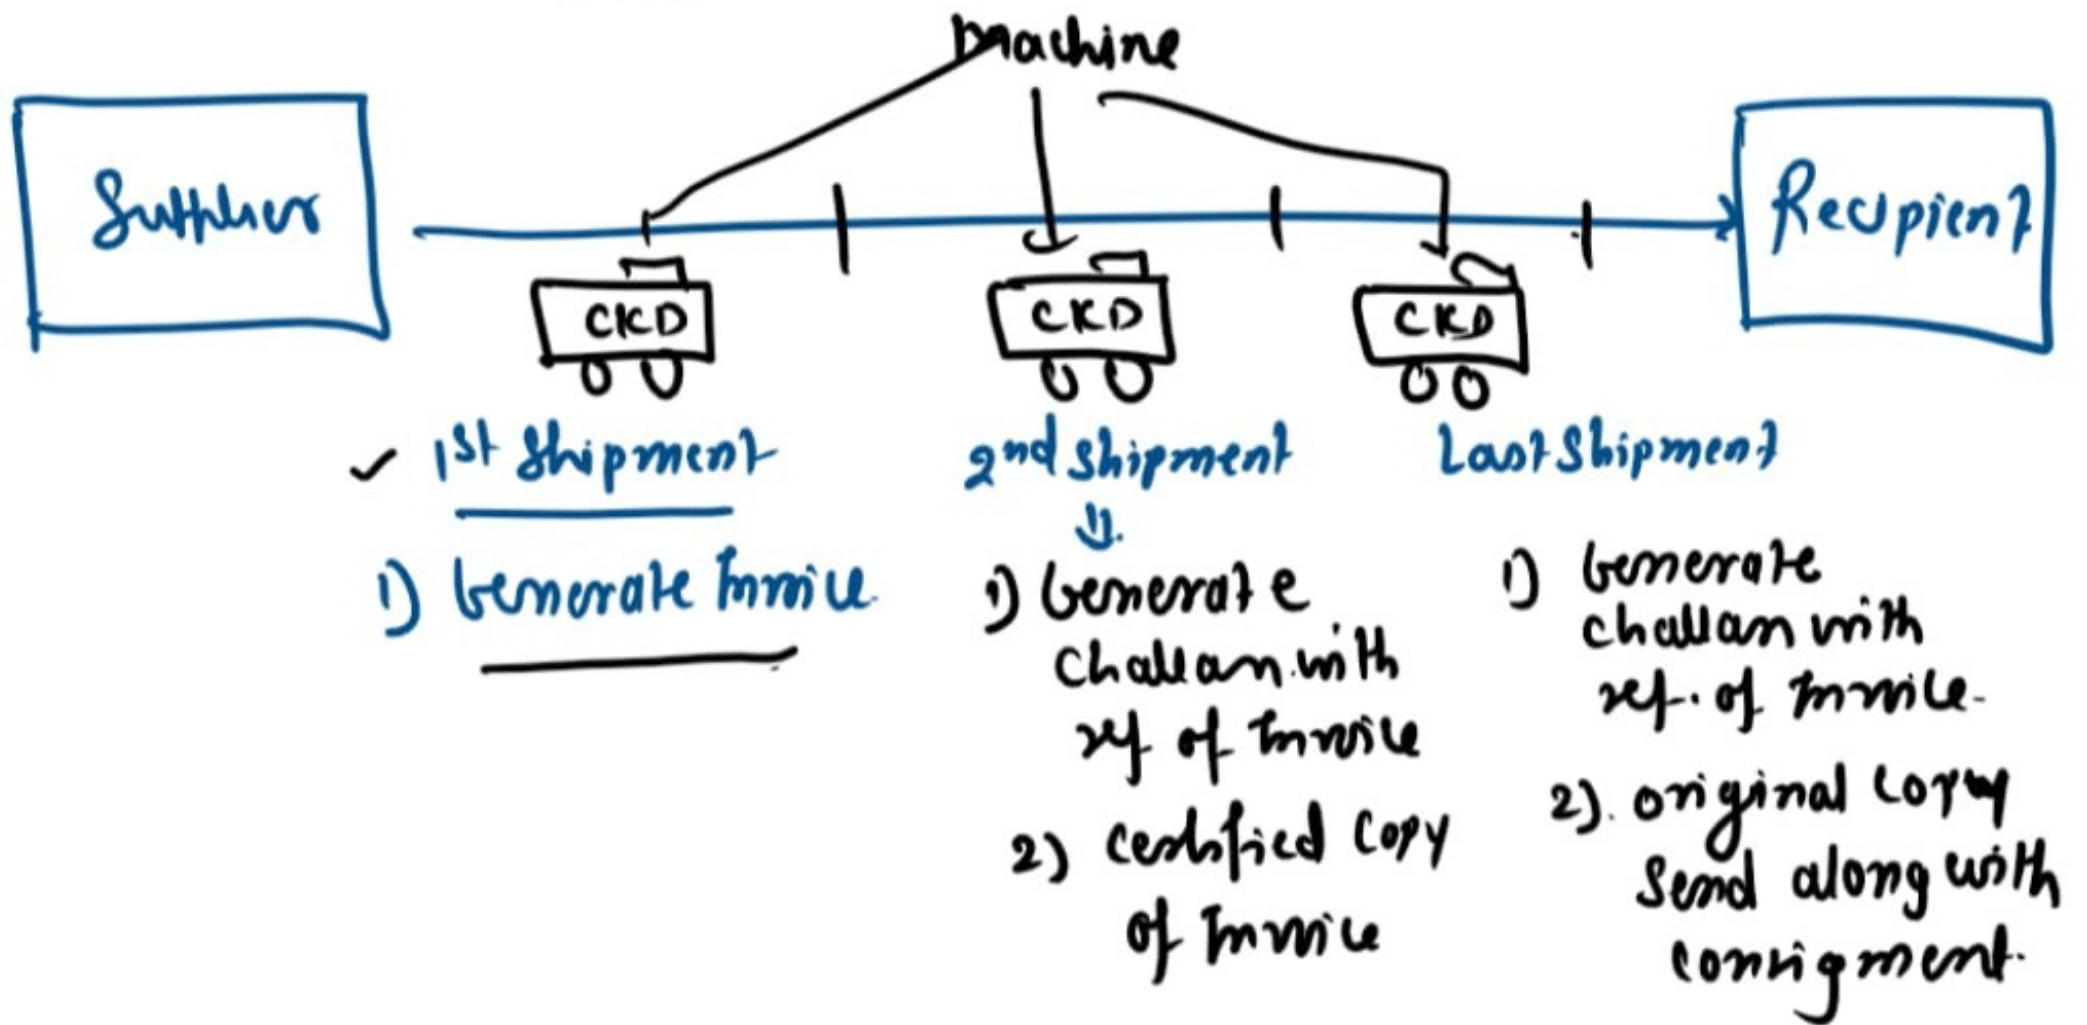 Machine
Supplier
Recipient
CKD
CKD
CKD
1st Shipment
2nd shipment
Last Shipment
1) Generate Invoice
1) Generate
challan with
ref of Invoice
2) certified copy
of Invoice
1) Generate
challan with
ref. of Invoice
2). original copy
send along with
consignment.